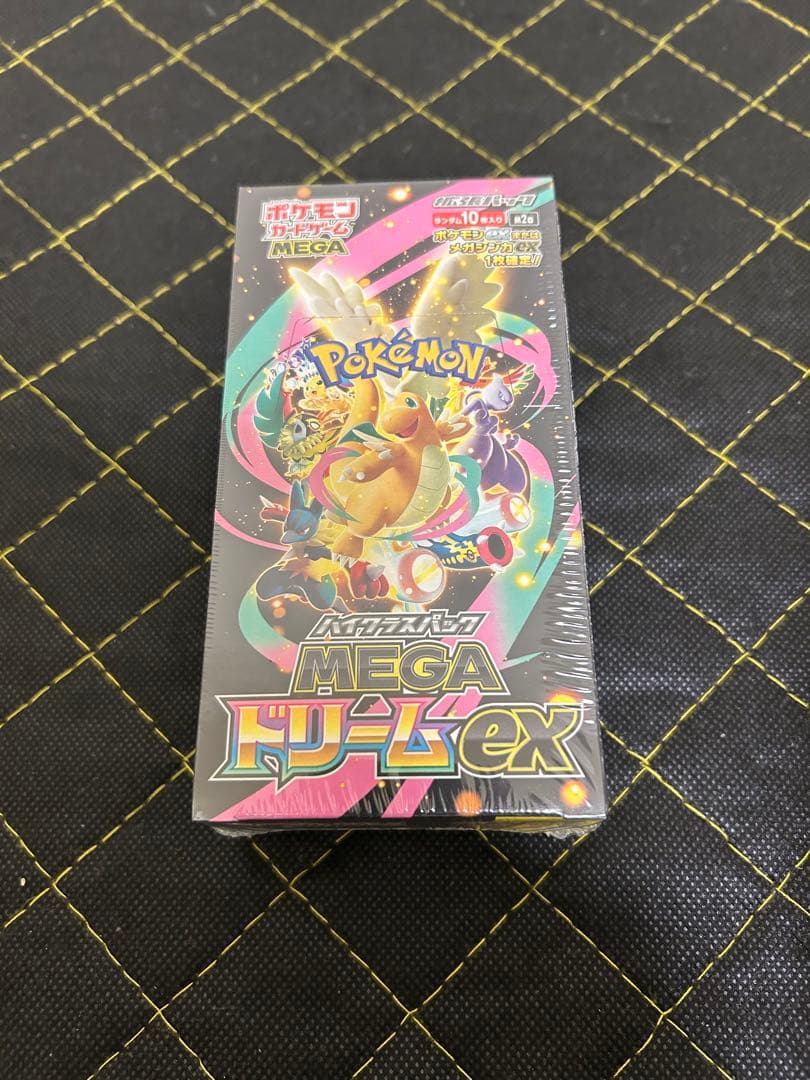 ポケモン
カードゲーム
MEGA
拡張パック
ランダム10枚入り
ポケモンex または
メガシンカex
1枚確定!
POKéMON
ハイクラスパック
MEGA
ドリームex